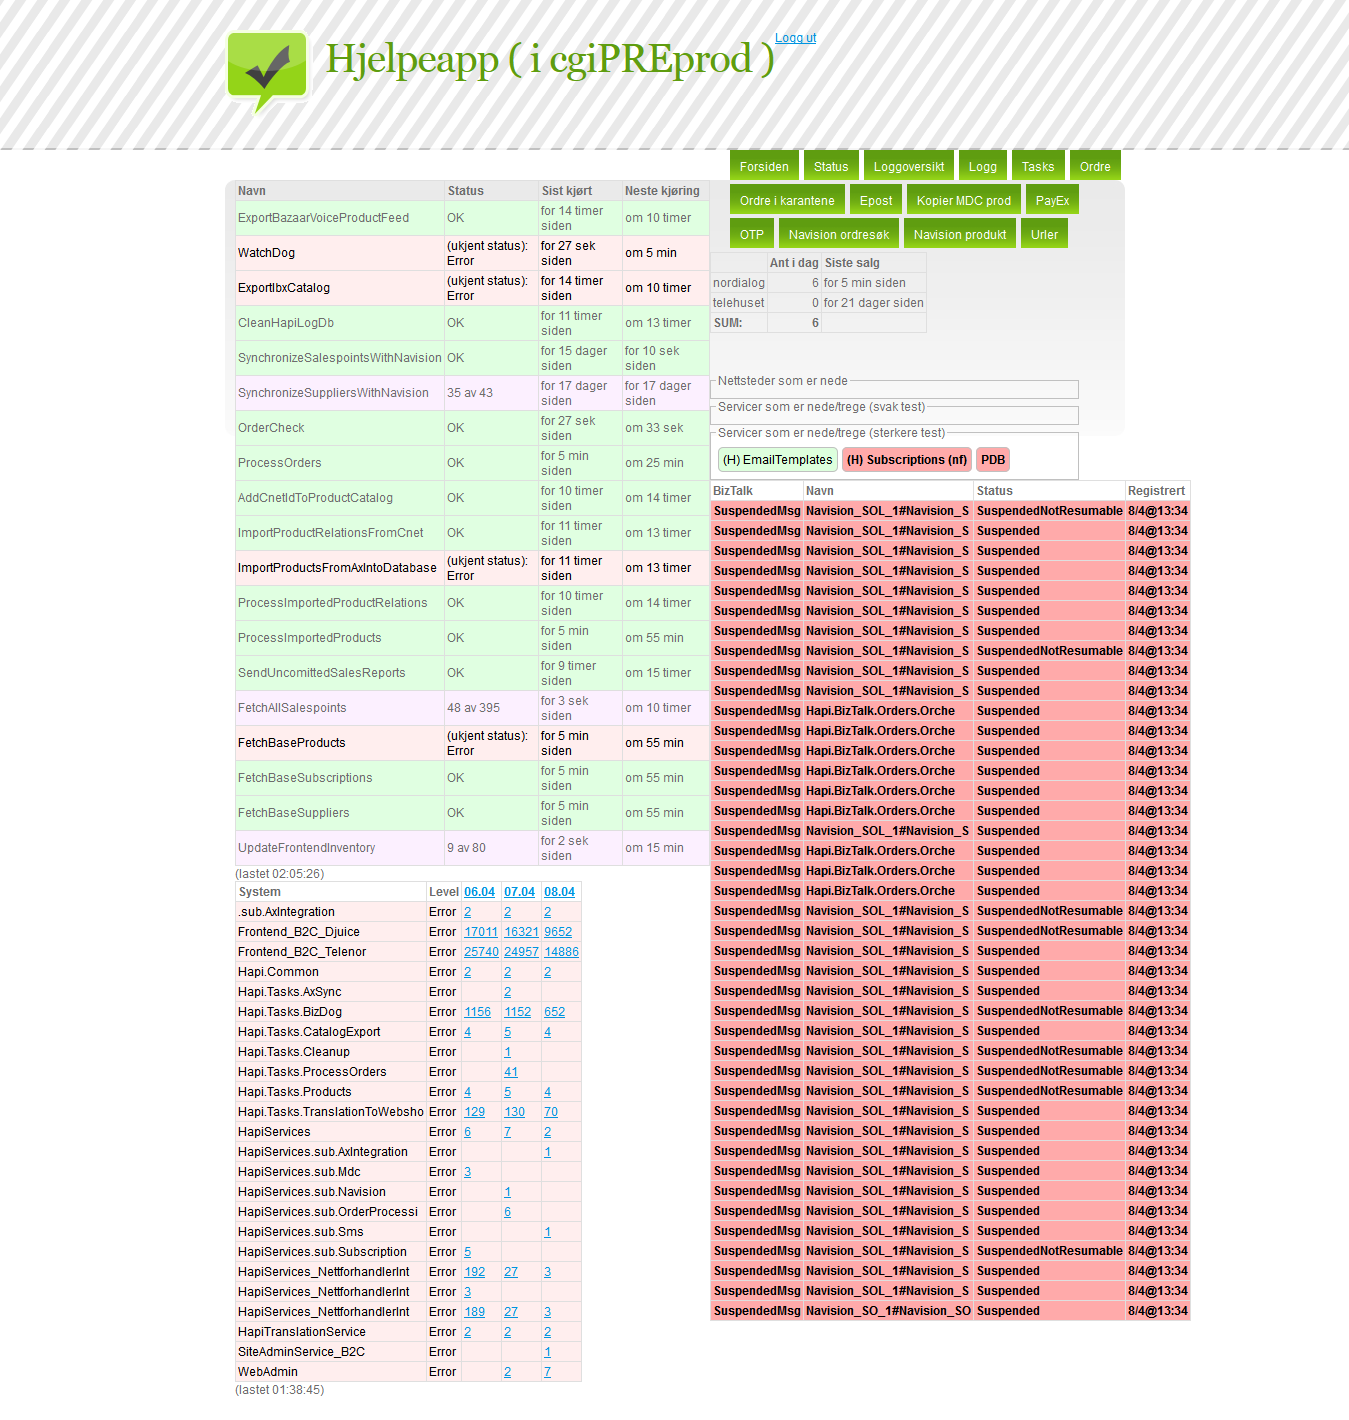 Hjelpeapp ( i cgiPREprod )
Logg ut
Forsiden Status Loggoversikt Logg Tasks Ordre
Ordre i karantene Epost Kopier MDC prod PayEx
OTP Navision ordresøk Navision produkt Urler
Navn Status Sist kjørt Neste kjøring
ExportBazaarVoiceProductFeed OK for 14 timer siden om 10 timer
WatchDog (ukjent status): Error for 27 sek siden om 5 min
ExportIbxCatalog (ukjent status): Error for 14 timer siden om 10 timer
CleanHapiLogDb OK for 11 timer siden om 13 timer
SynchronizeSalespointsWithNavision OK for 15 dager siden for 10 sek siden
SynchronizeSuppliersWithNavision 35 av 43 for 17 dager siden for 17 dager siden
OrderCheck OK for 27 sek siden om 33 sek
ProcessOrders OK for 5 min siden om 25 min
AddCnetIdToProductCatalog OK for 10 timer siden om 14 timer
ImportProductRelationsFromCnet OK for 11 timer siden om 13 timer
ImportProductsFromAxIntoDatabase (ukjent status): Error for 11 timer siden om 13 timer
ProcessImportedProductRelations OK for 10 timer siden om 14 timer
ProcessImportedProducts OK for 5 min siden om 55 min
SendUncomittedSalesReports OK for 9 timer siden om 15 timer
FetchAllSalespoints 48 av 395 for 3 sek siden om 10 timer
FetchBaseProducts (ukjent status): Error for 5 min siden om 55 min
FetchBaseSubscriptions OK for 5 min siden om 55 min
FetchBaseSuppliers OK for 5 min siden om 55 min
UpdateFrontendInventory 9 av 80 for 2 sek siden om 15 min
(lastet 02:05:26)
System Level 06.04 07.04 08.04
.sub.AxIntegration Error 2 2 2
Frontend_B2C_Djuice Error 17011 16321 9652
Frontend_B2C_Telenor Error 25740 24957 14886
Hapi.Common Error 2 2 2
Hapi.Tasks.AxSync Error 2
Hapi.Tasks.BizDog Error 1156 1152 652
Hapi.Tasks.CatalogExport Error 4 5 4
Hapi.Tasks.Cleanup Error 1
Hapi.Tasks.ProcessOrders Error 41
Hapi.Tasks.Products Error 4 5 4
Hapi.Tasks.TranslationToWebsho Error 129 130 70
HapiServices Error 6 7 2
HapiServices.sub.AxIntegration Error 1
HapiServices.sub.Mdc Error 3
HapiServices.sub.Navision Error 1
HapiServices.sub.OrderProcessi Error 6
HapiServices.sub.Sms Error 1
HapiServices.sub.Subscription Error 5
HapiServices_NettforhandlerInt Error 192 27 3
HapiServices_NettforhandlerInt Error 3
HapiServices_NettforhandlerInt Error 189 27 3
HapiTranslationService Error 2 2 2
SiteAdminService_B2C Error 1
WebAdmin Error 2 7
(lastet 01:38:45)
Ant i dag Siste salg
nordialog 6 for 5 min siden
telehuset 0 for 21 dager siden
SUM: 6
Nettsteder som er nede
Servicer som er nede/trege (svak test)
Servicer som er nede/trege (sterkere test)
(H) EmailTemplates (H) Subscriptions (nf) PDB
BizTalk Navn Status Registrert
SuspendedMsg Navision_SOL_1#Navision_S SuspendedNotResumable 8/4@13:34
SuspendedMsg Navision_SOL_1#Navision_S Suspended 8/4@13:34
SuspendedMsg Navision_SOL_1#Navision_S Suspended 8/4@13:34
SuspendedMsg Navision_SOL_1#Navision_S Suspended 8/4@13:34
SuspendedMsg Navision_SOL_1#Navision_S Suspended 8/4@13:34
SuspendedMsg Navision_SOL_1#Navision_S Suspended 8/4@13:34
SuspendedMsg Navision_SOL_1#Navision_S Suspended 8/4@13:34
SuspendedMsg Navision_SOL_1#Navision_S SuspendedNotResumable 8/4@13:34
SuspendedMsg Navision_SOL_1#Navision_S Suspended 8/4@13:34
SuspendedMsg Navision_SOL_1#Navision_S Suspended 8/4@13:34
SuspendedMsg Hapi.BizTalk.Orders.Orche Suspended 8/4@13:34
SuspendedMsg Hapi.BizTalk.Orders.Orche Suspended 8/4@13:34
SuspendedMsg Hapi.BizTalk.Orders.Orche Suspended 8/4@13:34
SuspendedMsg Hapi.BizTalk.Orders.Orche Suspended 8/4@13:34
SuspendedMsg Hapi.BizTalk.Orders.Orche Suspended 8/4@13:34
SuspendedMsg Hapi.BizTalk.Orders.Orche Suspended 8/4@13:34
SuspendedMsg Navision_SOL_1#Navision_S Suspended 8/4@13:34
SuspendedMsg Hapi.BizTalk.Orders.Orche Suspended 8/4@13:34
SuspendedMsg Hapi.BizTalk.Orders.Orche Suspended 8/4@13:34
SuspendedMsg Hapi.BizTalk.Orders.Orche Suspended 8/4@13:34
SuspendedMsg Navision_SOL_1#Navision_S SuspendedNotResumable 8/4@13:34
SuspendedMsg Navision_SOL_1#Navision_S SuspendedNotResumable 8/4@13:34
SuspendedMsg Navision_SOL_1#Navision_S Suspended 8/4@13:34
SuspendedMsg Navision_SOL_1#Navision_S Suspended 8/4@13:34
SuspendedMsg Navision_SOL_1#Navision_S Suspended 8/4@13:34
SuspendedMsg Navision_SOL_1#Navision_S SuspendedNotResumable 8/4@13:34
SuspendedMsg Navision_SOL_1#Navision_S Suspended 8/4@13:34
SuspendedMsg Navision_SOL_1#Navision_S SuspendedNotResumable 8/4@13:34
SuspendedMsg Navision_SOL_1#Navision_S SuspendedNotResumable 8/4@13:34
SuspendedMsg Navision_SOL_1#Navision_S SuspendedNotResumable 8/4@13:34
SuspendedMsg Navision_SOL_1#Navision_S Suspended 8/4@13:34
SuspendedMsg Navision_SOL_1#Navision_S Suspended 8/4@13:34
SuspendedMsg Navision_SOL_1#Navision_S Suspended 8/4@13:34
SuspendedMsg Navision_SOL_1#Navision_S Suspended 8/4@13:34
SuspendedMsg Navision_SOL_1#Navision_S Suspended 8/4@13:34
SuspendedMsg Navision_SOL_1#Navision_S Suspended 8/4@13:34
SuspendedMsg Navision_SOL_1#Navision_S Suspended 8/4@13:34
SuspendedMsg Navision_SOL_1#Navision_S SuspendedNotResumable 8/4@13:34
SuspendedMsg Navision_SOL_1#Navision_S Suspended 8/4@13:34
SuspendedMsg Navision_SOL_1#Navision_S Suspended 8/4@13:34
SuspendedMsg Navision_SO_1#Navision_SO Suspended 8/4@13:34